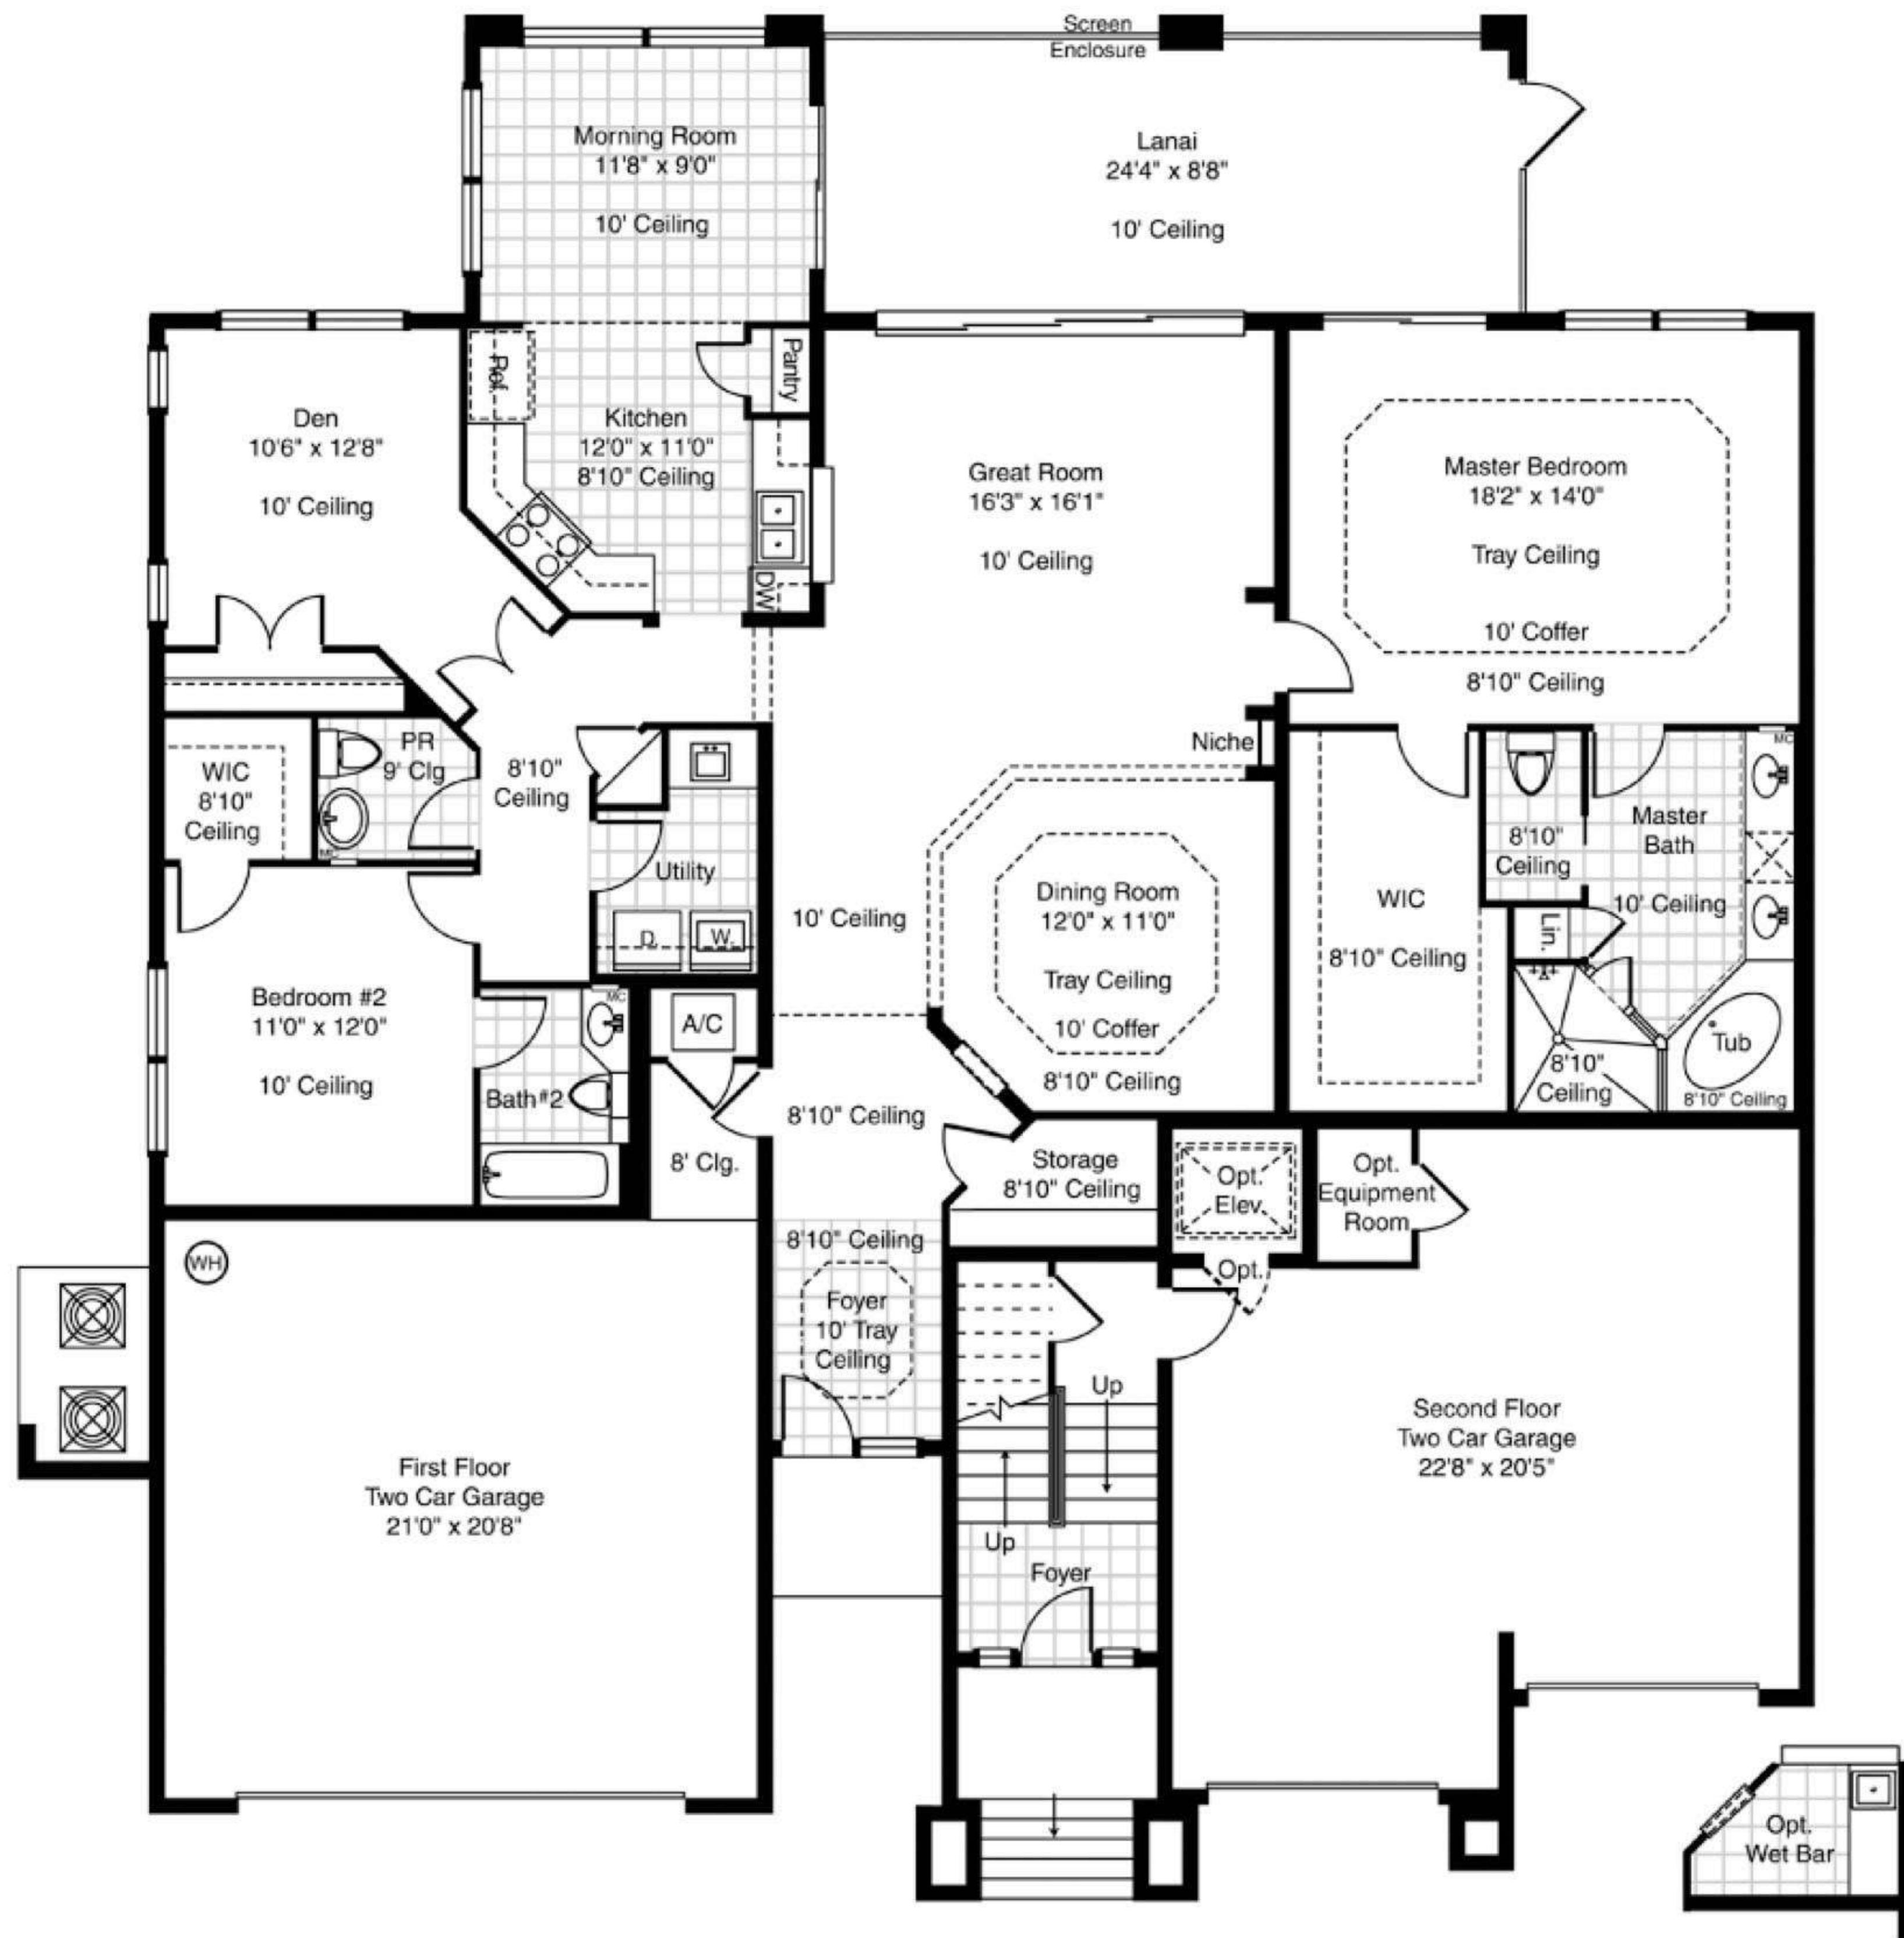 Screen
Enclosure
Morning Room
11'8" x 9'0"
10' Ceiling
Lanai
24'4" x 8'8"
10' Ceiling
Ref.
Pantry
Den
10'6" x 12'8"
10' Ceiling
Kitchen
12'0" x 11'0"
8'10" Ceiling
DW
Great Room
16'3" x 16'1"
10' Ceiling
Master Bedroom
18'2" x 14'0"
Tray Ceiling
10' Coffer
8'10" Ceiling
WIC
8'10"
Ceiling
PR
9' Clg
MC
8'10"
Ceiling
Utility
D.
W.
Niche
10' Ceiling
Dining Room
12'0" x 11'0"
Tray Ceiling
10' Coffer
8'10" Ceiling
WIC
8'10" Ceiling
8'10"
Ceiling
Master
Bath
10' Ceiling
MC
Lin.
8'10"
Ceiling
Tub
8'10" Ceiling
Bedroom #2
11'0" x 12'0"
10' Ceiling
MC
Bath#2
A/C
8' Clg.
8'10" Ceiling
Storage
8'10" Ceiling
Opt.
Elev.
Opt.
Opt.
Equipment
Room
WH
8'10" Ceiling
Foyer
10' Tray
Ceiling
Up
Up
Foyer
First Floor
Two Car Garage
21'0" x 20'8"
Second Floor
Two Car Garage
22'8" x 20'5"
Opt.
Wet Bar